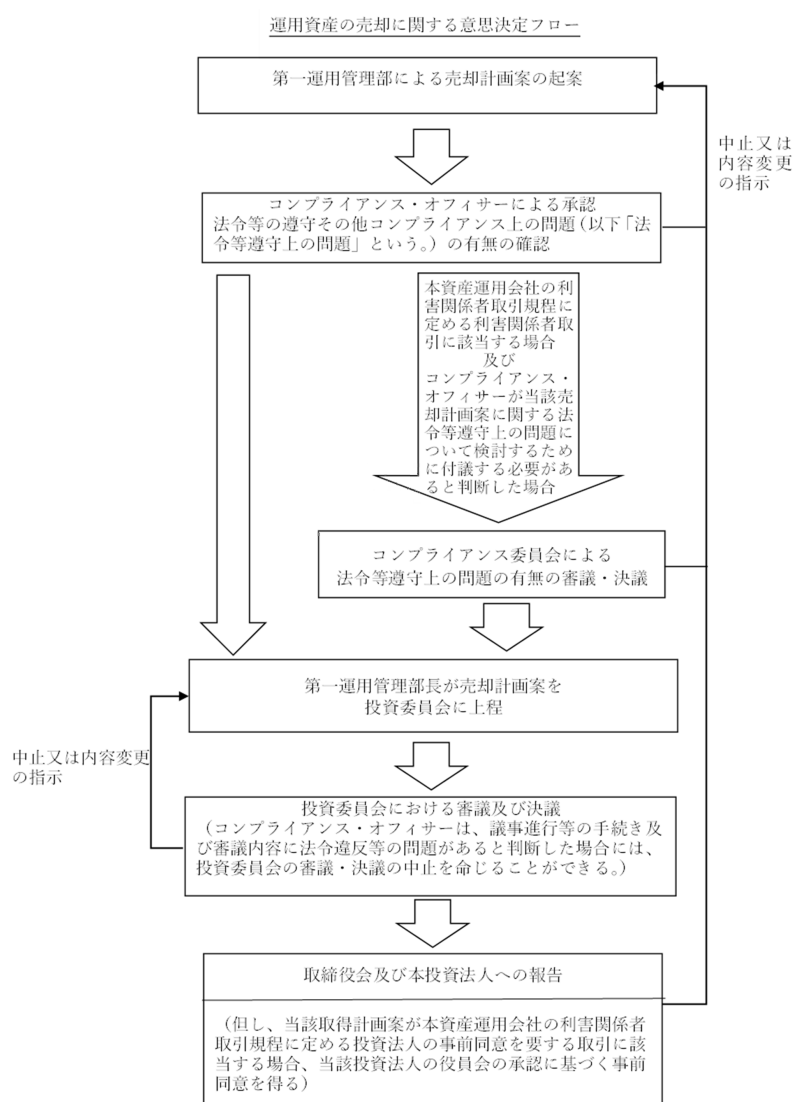 運用資産の売却に関する意思決定フロー
第一運用管理部による売却計画案の起案
中止又は
内容変更
の指示
コンプライアンス・オフィサーによる承認
法令等の遵守その他コンプライアンス上の問題（以下「法
令等遵守上の問題」という。）の有無の確認
本資産運用会社の利
害関係者取引規程に
定める利害関係者取
引に該当する場合
及び
コンプライアンス・
オフィサーが当該売
却計画案に関する法
令等遵守上の問題に
ついて検討するため
に付議する必要があ
ると判断した場合
コンプライアンス委員会による
法令等遵守上の問題の有無の審議・決議
第一運用管理部長が売却計画案を
投資委員会に上程
中止又は内容変更
の指示
投資委員会における審議及び決議
（コンプライアンス・オフィサーは、議事進行等の手続き及
び審議内容に法令違反等の問題があると判断した場合には、
投資委員会の審議・決議の中止を命じることができる。）
取締役会及び本投資法人への報告
（但し、当該取得計画案が本資産運用会社の利害関係者
取引規程に定める投資法人の事前同意を要する取引に該
当する場合、当該投資法人の役員会の承認に基づく事前
同意を得る）